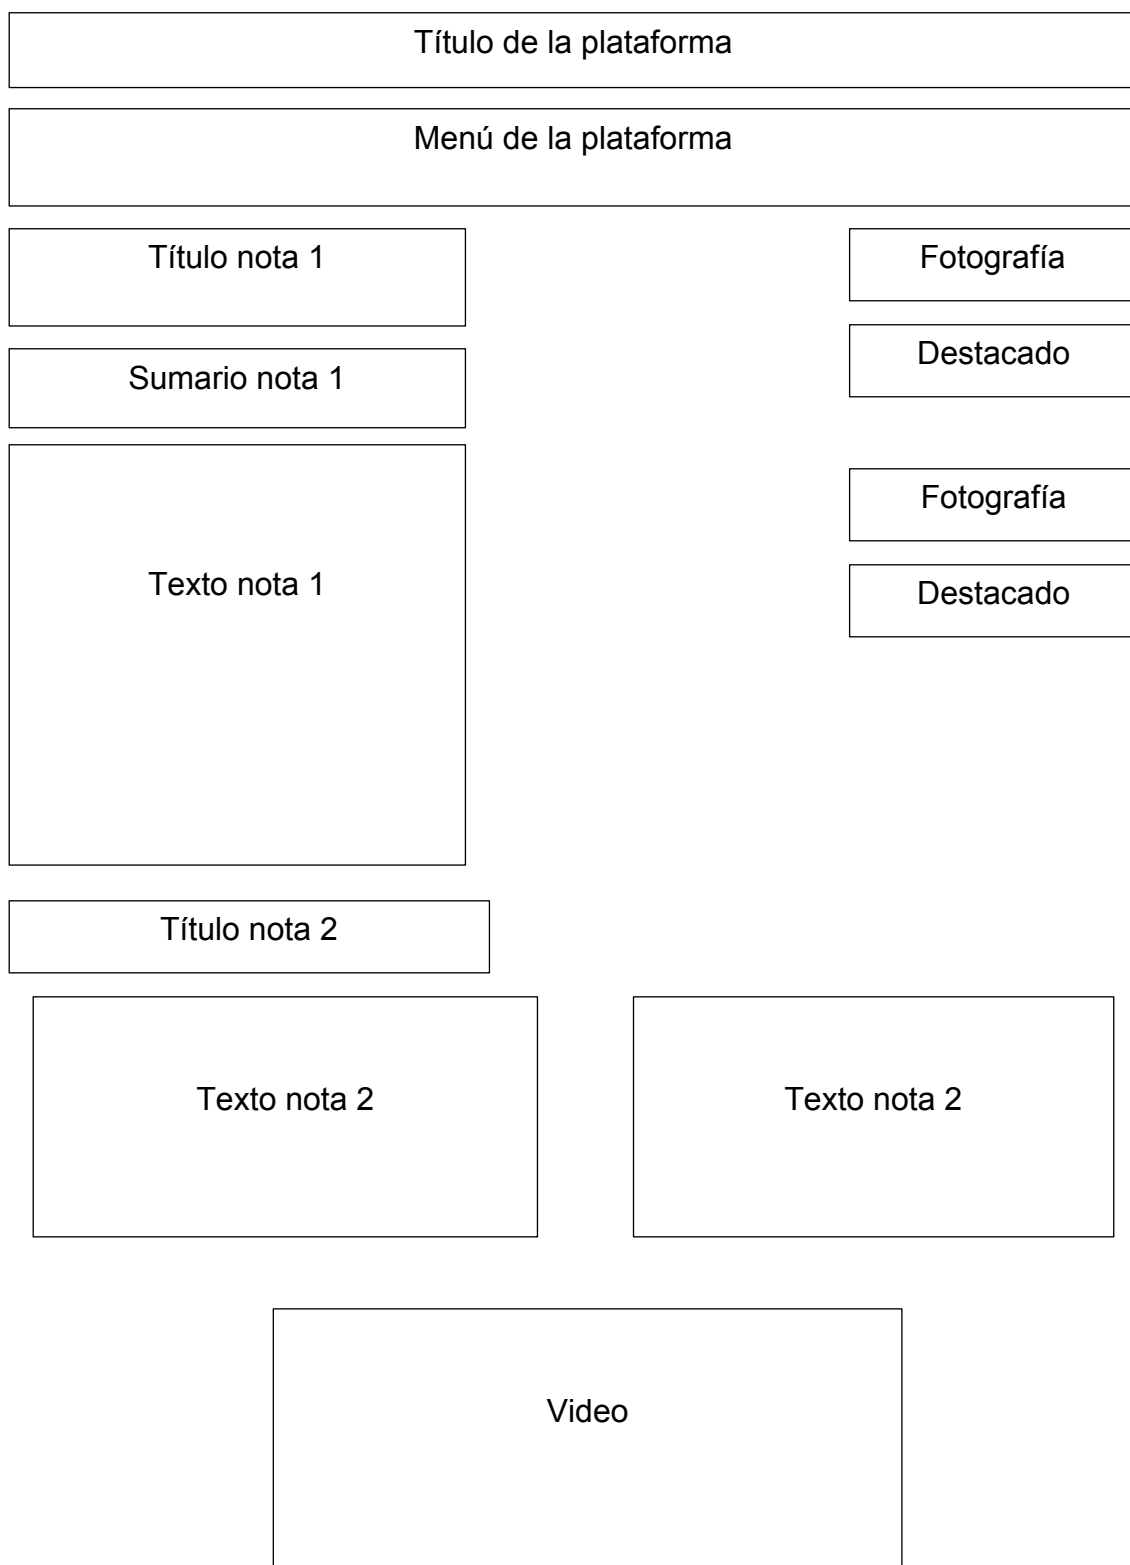 Título de la plataforma
Menú de la plataforma
Título nota 1
Fotografía
Sumario nota 1
Destacado
Texto nota 1
Fotografía
Destacado
Título nota 2
Texto nota 2
Texto nota 2
Video